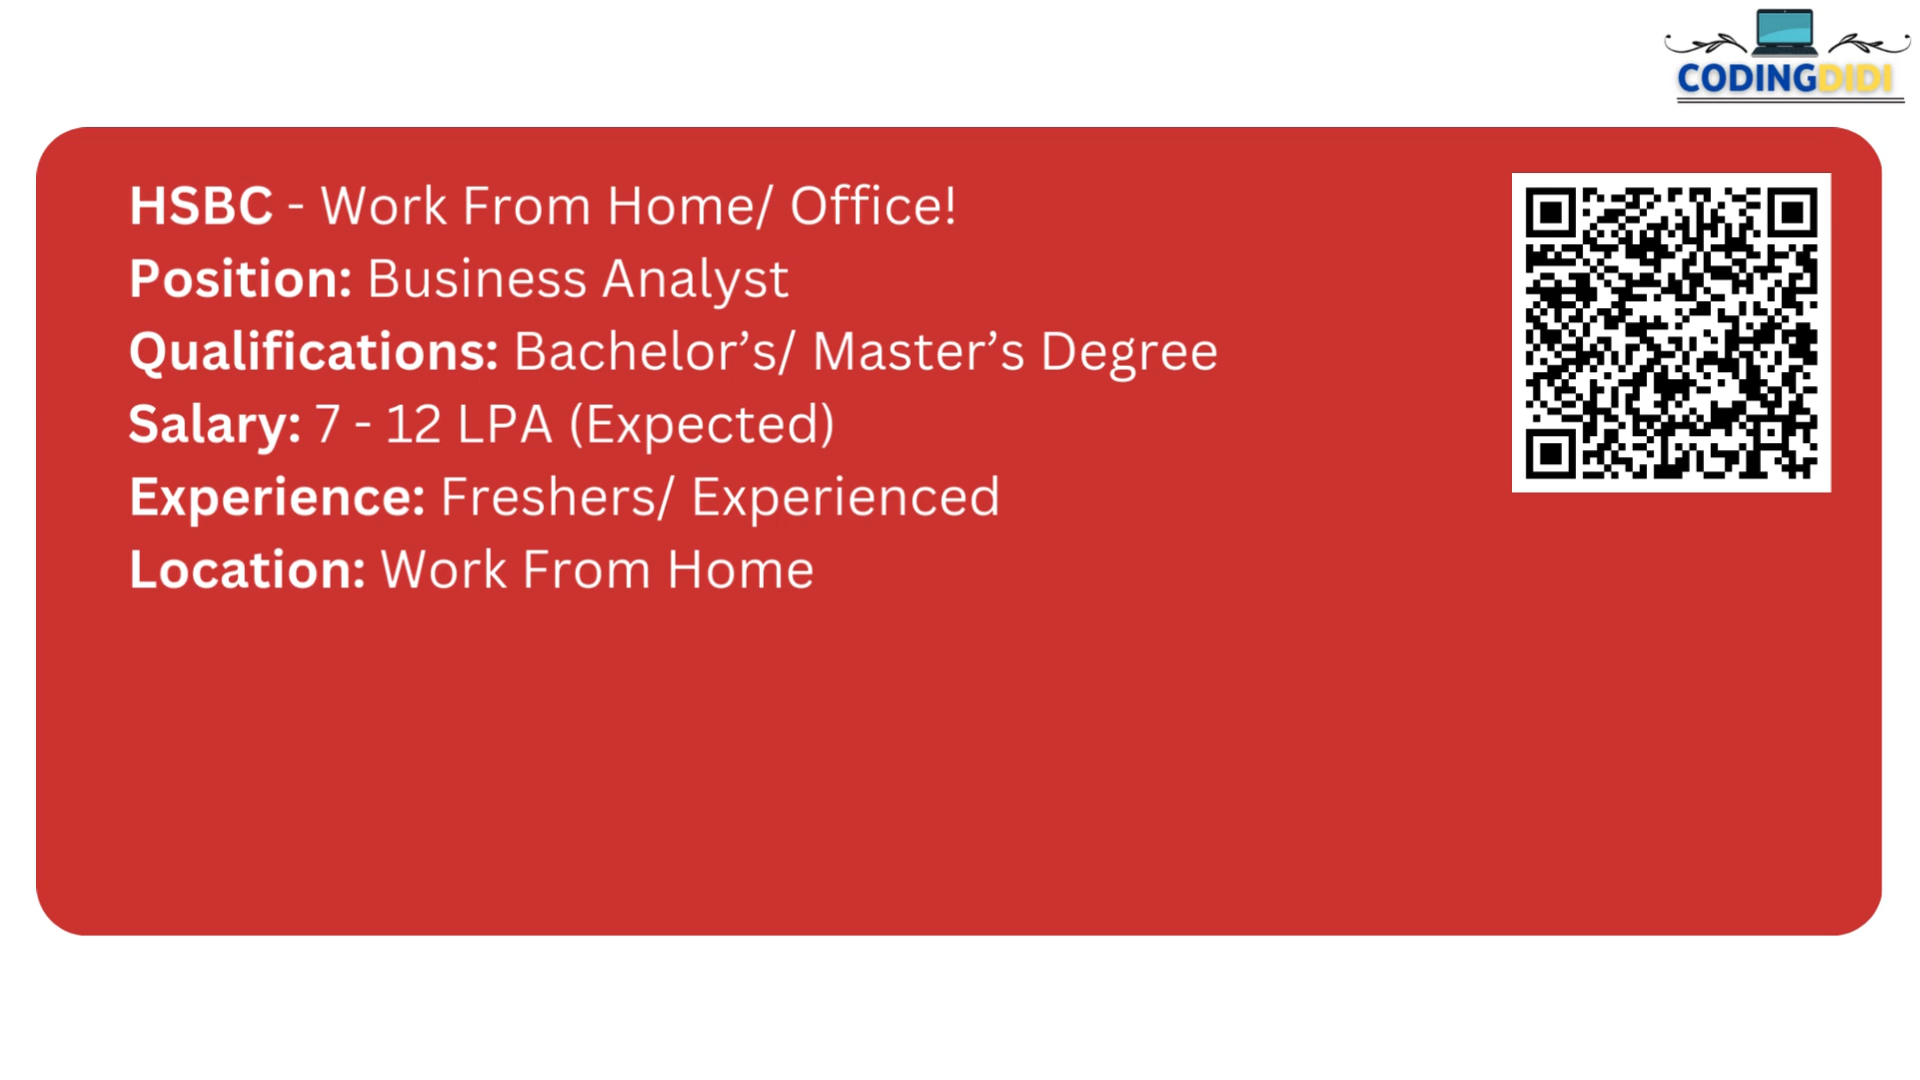 CODINGDIDI
HSBC - Work From Home/ Office!
Position: Business Analyst
Qualifications: Bachelor’s/ Master’s Degree
Salary: 7 - 12 LPA (Expected)
Experience: Freshers/ Experienced
Location: Work From Home